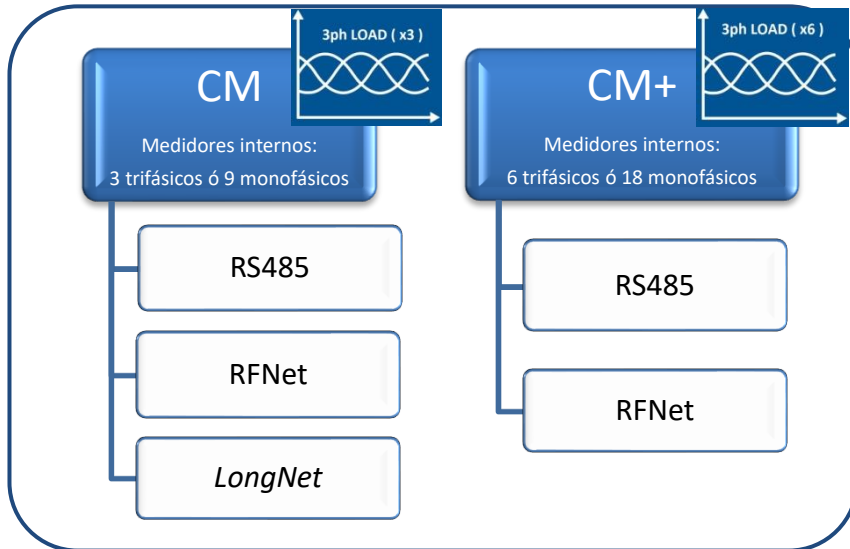 3ph LOAD ( x3 )
CM
Medidores internos:
3 trifásicos ó 9 monofásicos
RS485
RFNet
LongNet
3ph LOAD ( x6 )
CM+
Medidores internos:
6 trifásicos ó 18 monofásicos
RS485
RFNet